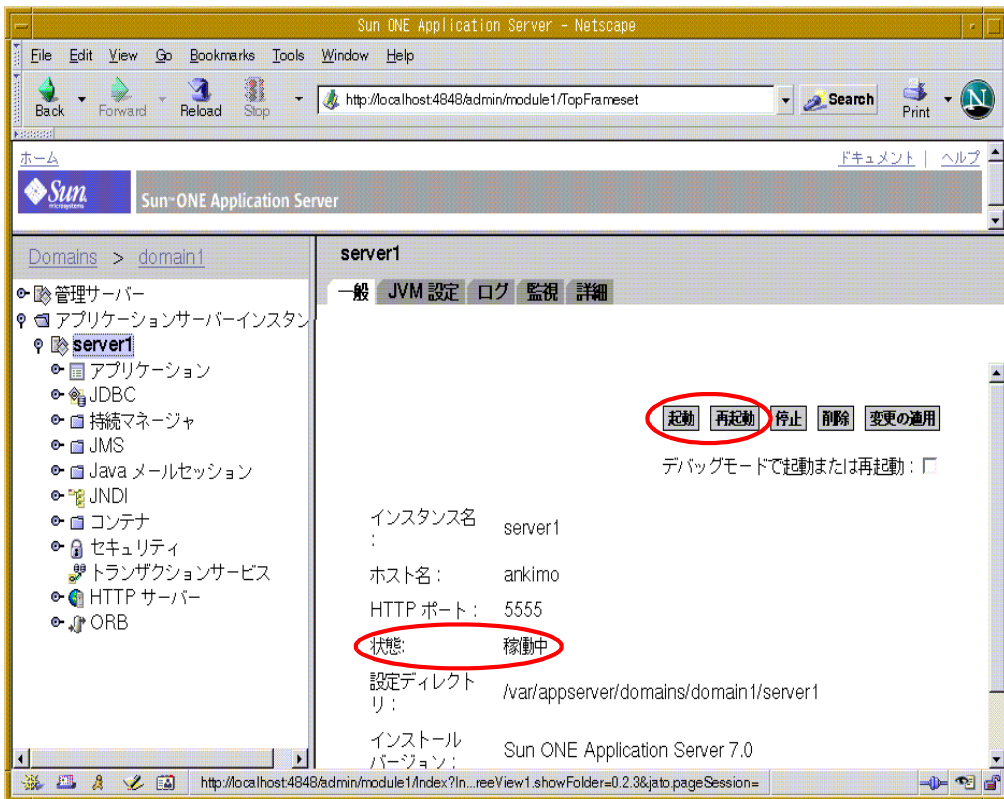 Sun ONE Application Server - Netscape
File Edit View Go Bookmarks Tools Window Help
Back Forward Reload Stop http://localhost:4848/admin/module1/TopFrameset Search Print N
ホーム ドキュメント | ヘルプ
Sun microsystems Sun ONE Application Server
Domains > domain1
管理サーバー
アプリケーションサーバーインスタン
server1
アプリケーション
JDBC
持続マネージャ
JMS
Java メールセッション
JNDI
コンテナ
セキュリティ
トランザクションサービス
HTTP サーバー
ORB
server1
一般 JVM 設定 ログ 監視 詳細
起動 再起動 停止 削除 変更の適用
デバッグモードで起動または再起動:
インスタンス名
: server1
ホスト名: ankimo
HTTP ポート: 5555
状態: 稼働中
設定ディレクト
リ: /var/appserver/domains/domain1/server1
インストール
バージョン: Sun ONE Application Server 7.0
http://localhost:4848/admin/module1/Index?In...reeView1.showFolder=0.2.3&jato.pageSession=